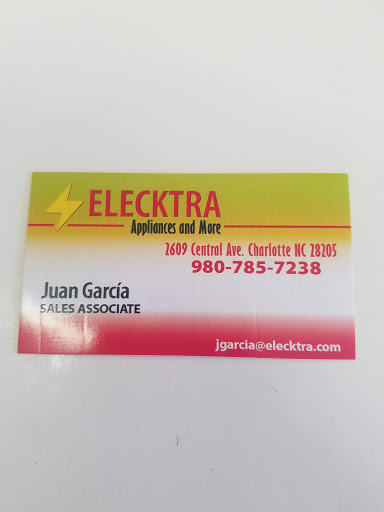 ELECKTRA
Appliances and More
2609 Central Ave. Charlotte NC 28205
980-785-7238
Juan García
SALES ASSOCIATE
jgarcia@elecktra.com